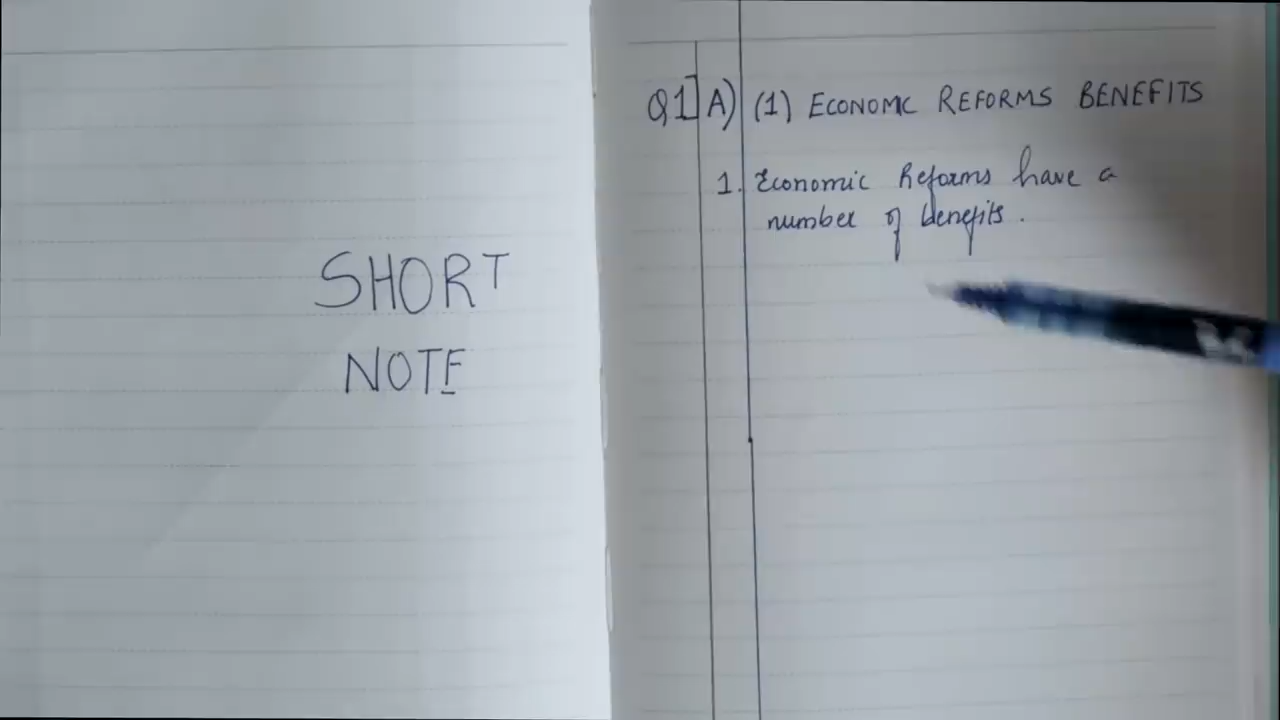 SHORT
NOTE
Q1] A) (1) ECONOMC REFORMS BENEFITS
1. Economic Reforms have a
number of benefits.